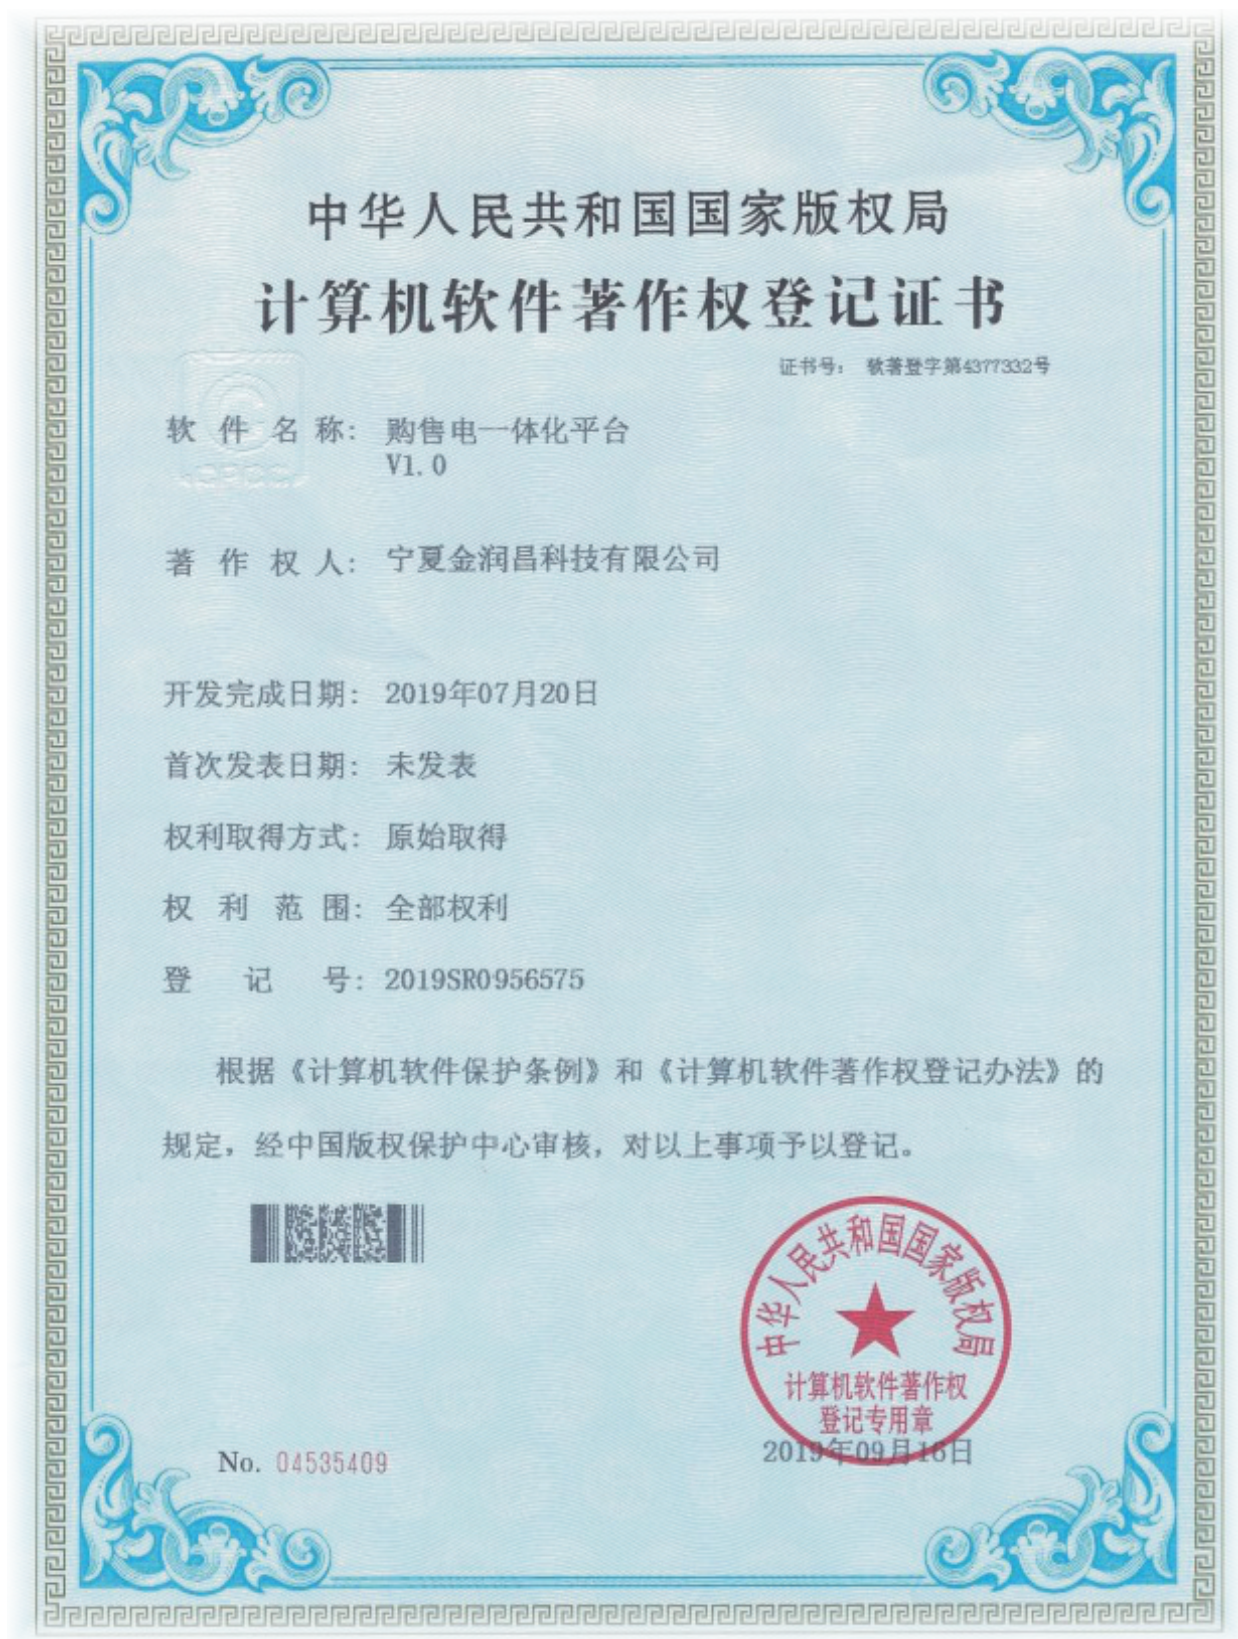 中华人民共和国国家版权局
计算机软件著作权登记证书
证书号: 软著登字第4377332号
软件名称: 购售电一体化平台
V1.0
著作权人: 宁夏金润昌科技有限公司
开发完成日期: 2019年07月20日
首次发表日期: 未发表
权利取得方式: 原始取得
权利范围: 全部权利
登记号: 2019SR0956575
根据《计算机软件保护条例》和《计算机软件著作权登记办法》的
规定，经中国版权保护中心审核，对以上事项予以登记。
中华人民共和国国家版权局
计算机软件著作权
登记专用章
No. 04535409
2019年09月16日